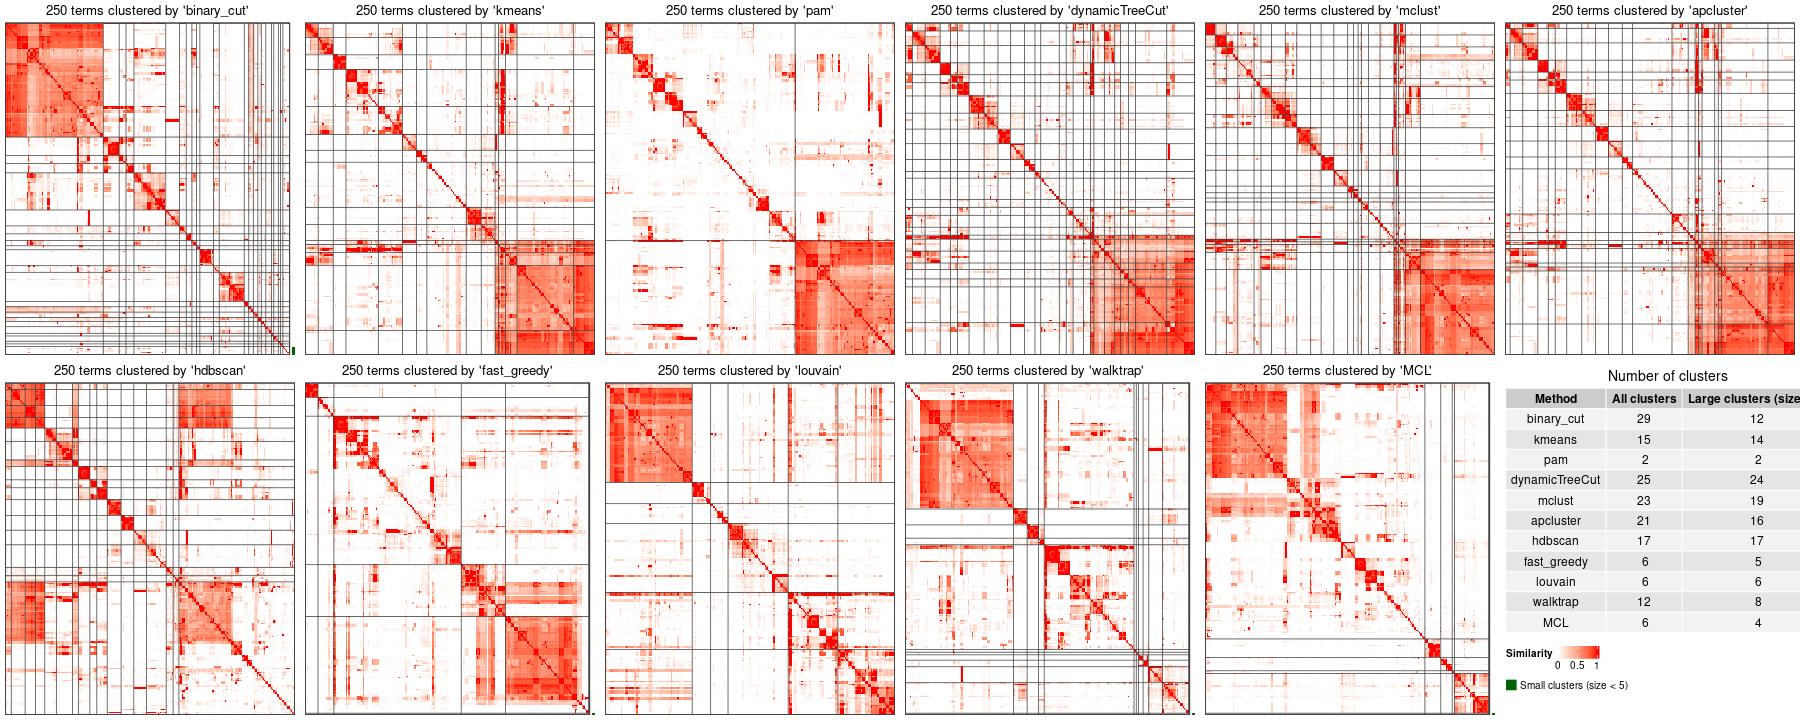 250 terms clustered by 'binary_cut'
250 terms clustered by 'kmeans'
250 terms clustered by 'pam'
250 terms clustered by 'dynamicTreeCut'
250 terms clustered by 'mclust'
250 terms clustered by 'apcluster'
250 terms clustered by 'hdbscan'
250 terms clustered by 'fast_greedy'
250 terms clustered by 'louvain'
250 terms clustered by 'walktrap'
250 terms clustered by 'MCL'
Number of clusters
Method All clusters Large clusters (size
binary_cut 29 12
kmeans 15 14
pam 2 2
dynamicTreeCut 25 24
mclust 23 19
apcluster 21 16
hdbscan 17 17
fast_greedy 6 5
louvain 6 6
walktrap 12 8
MCL 6 4
Similarity
0 0.5 1
Small clusters (size < 5)